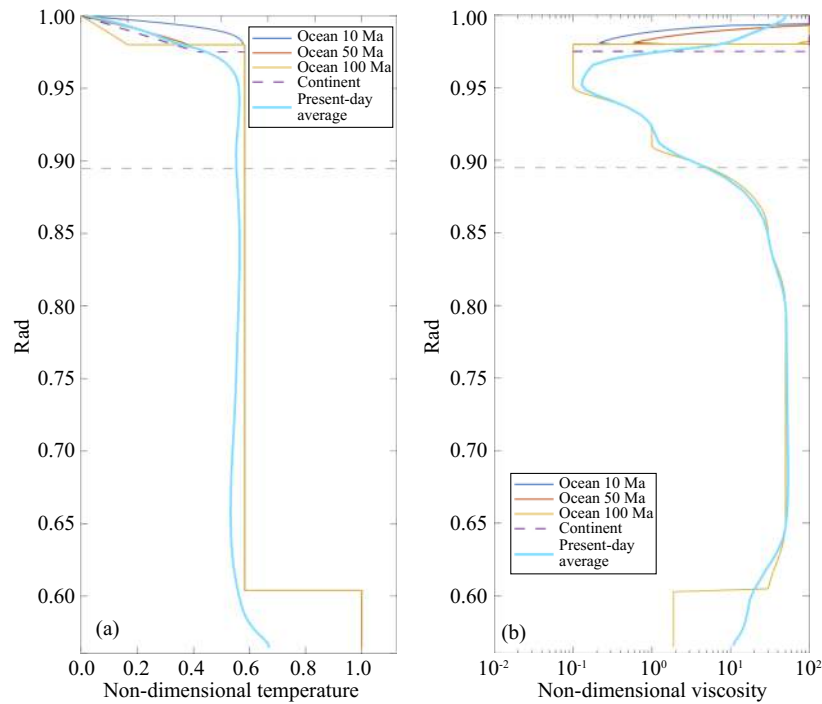 1.00
0.95
0.90
0.85
0.80
0.75
0.70
0.65
0.60
Rad
Ocean 10 Ma
Ocean 50 Ma
Ocean 100 Ma
Continent
Present-day
average
(a)
0.0 0.2 0.4 0.6 0.8 1.0
Non-dimensional temperature
1.00
0.95
0.90
0.85
0.80
0.75
0.70
0.65
0.60
Rad
Ocean 10 Ma
Ocean 50 Ma
Ocean 100 Ma
Continent
Present-day
average
(b)
10⁻² 10⁻¹ 10⁰ 10¹ 10²
Non-dimensional viscosity